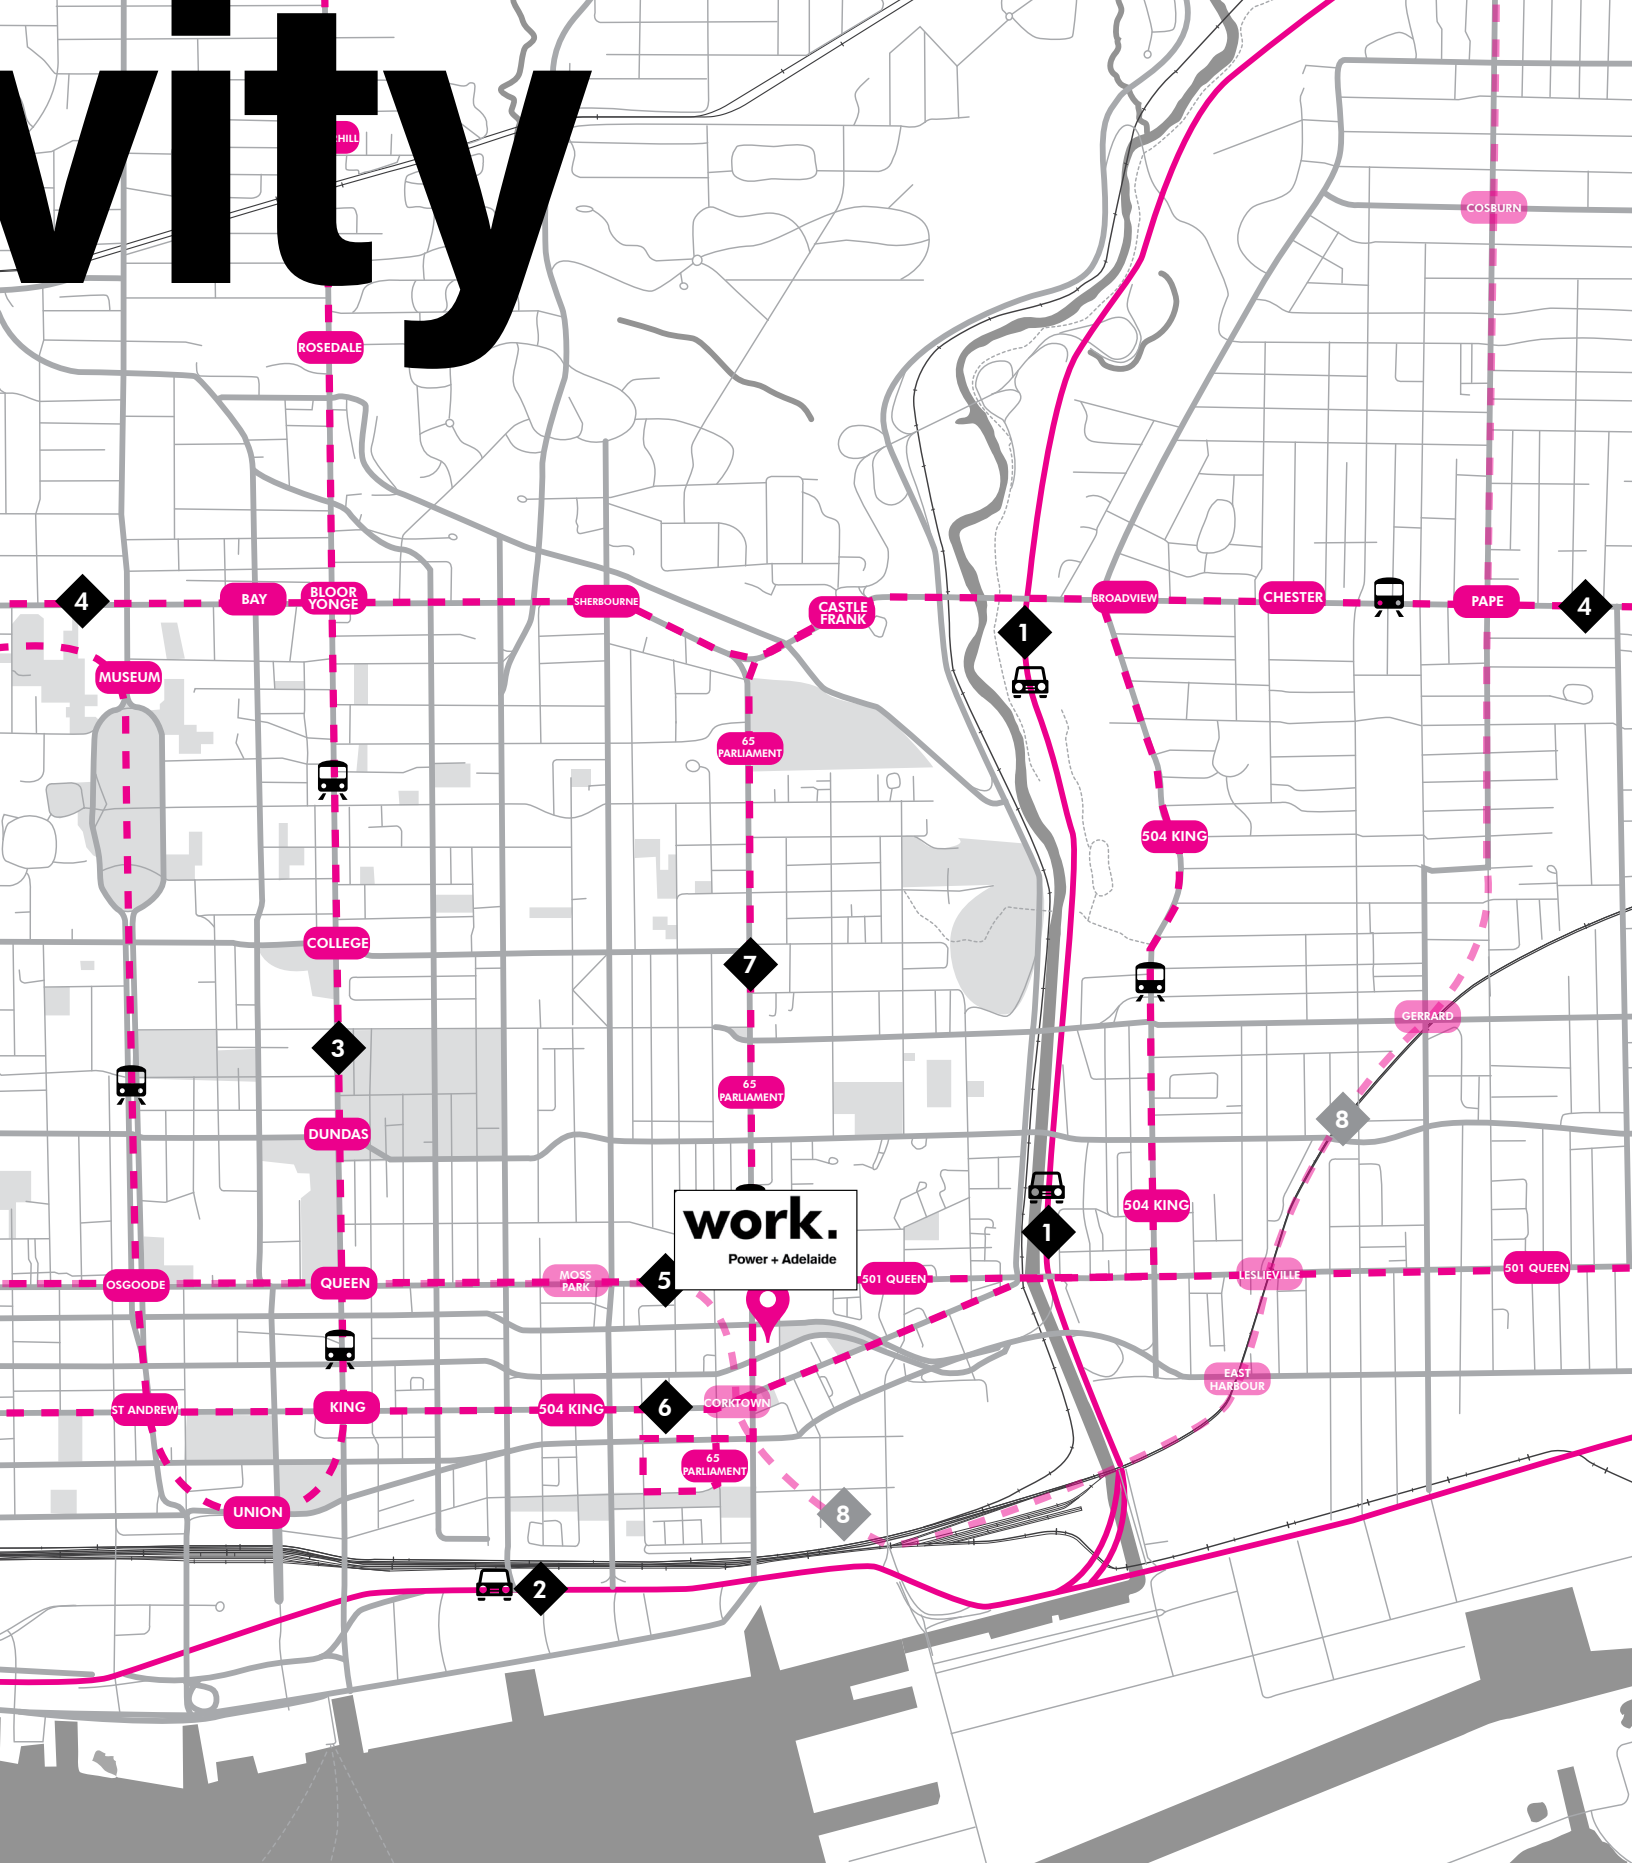 vity
HILL
COSBURN
ROSEDALE
4
BAY
BLOOR
YONGE
SHERBOURNE
CASTLE
FRANK
BROADVIEW
CHESTER
PAPE
4
1
MUSEUM
65
PARLIAMENT
504 KING
COLLEGE
7
GERRARD
3
65
PARLIAMENT
8
DUNDAS
work.
Power + Adelaide
504 KING
1
OSGOODE
QUEEN
MOSS
PARK
5
501 QUEEN
LESLIEVILLE
501 QUEEN
EAST
HARBOUR
ST ANDREW
KING
504 KING
6
CORKTOWN
65
PARLIAMENT
UNION
8
2